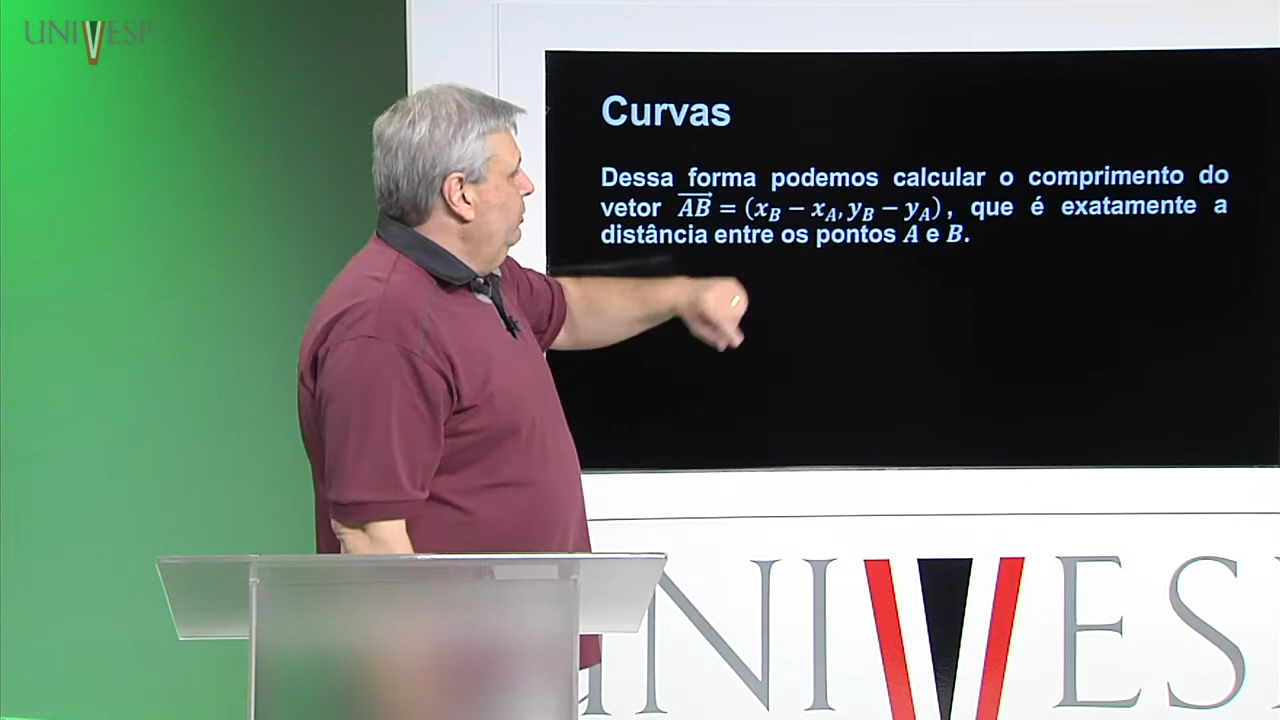 UNIVESP
Curvas
Dessa forma podemos calcular o comprimento do
vetor $\overrightarrow{AB} = (x_B - x_A, y_B - y_A)$, que é exatamente a
distância entre os pontos A e B.
UNIVESP